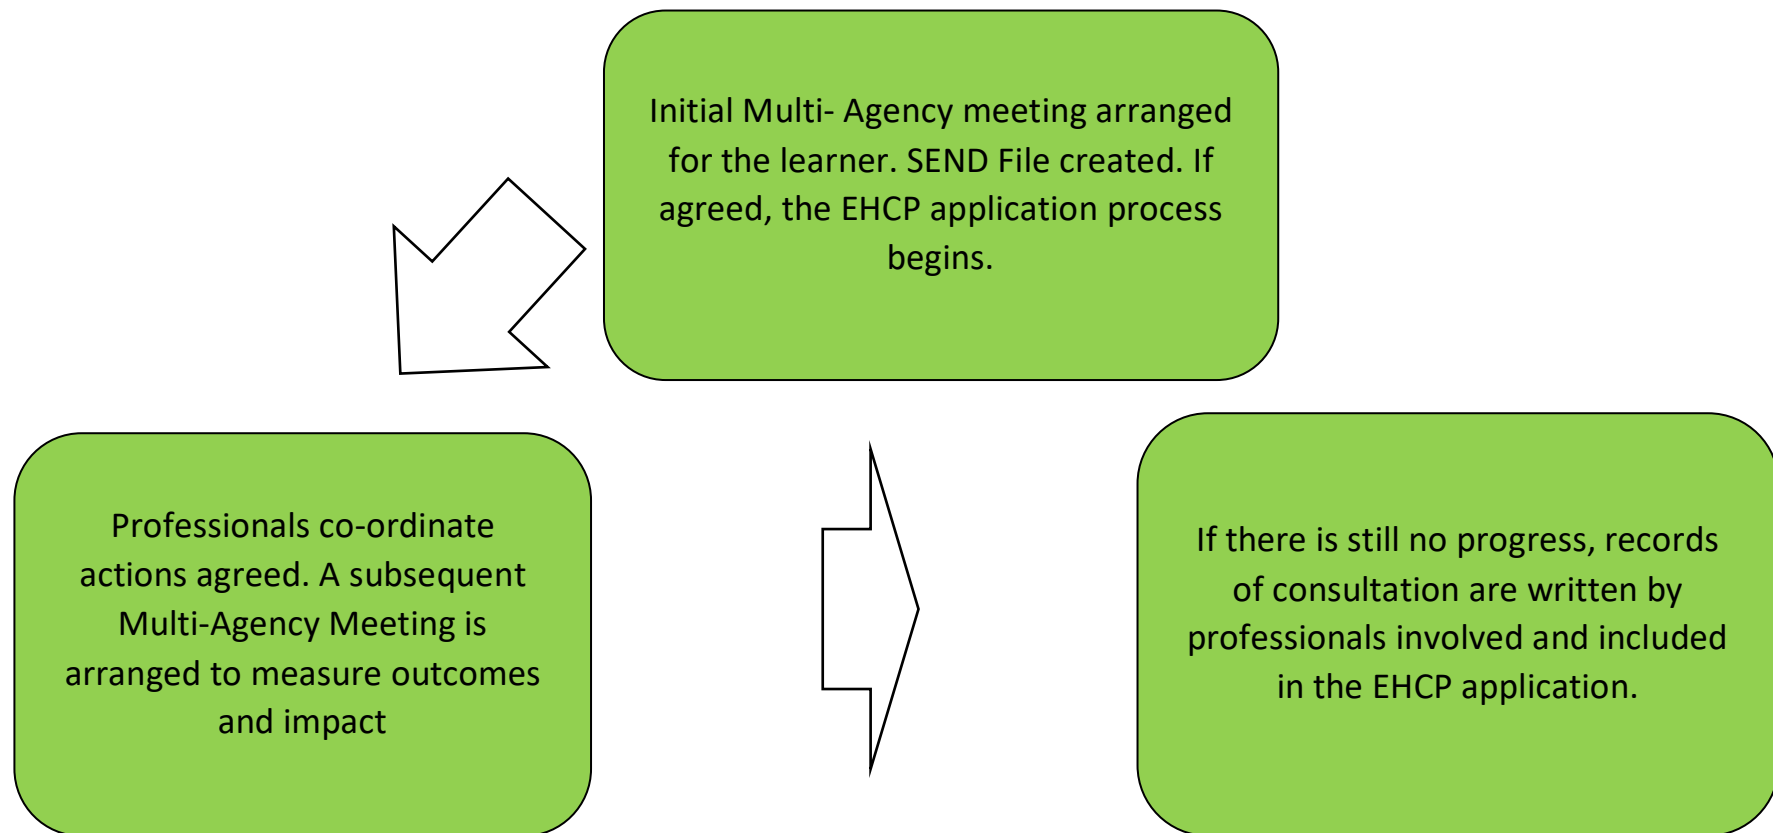 Initial Multi- Agency meeting arranged
for the learner. SEND File created. If
agreed, the EHCP application process
begins.
Professionals co-ordinate
actions agreed. A subsequent
Multi-Agency Meeting is
arranged to measure outcomes
and impact
If there is still no progress, records
of consultation are written by
professionals involved and included
in the EHCP application.